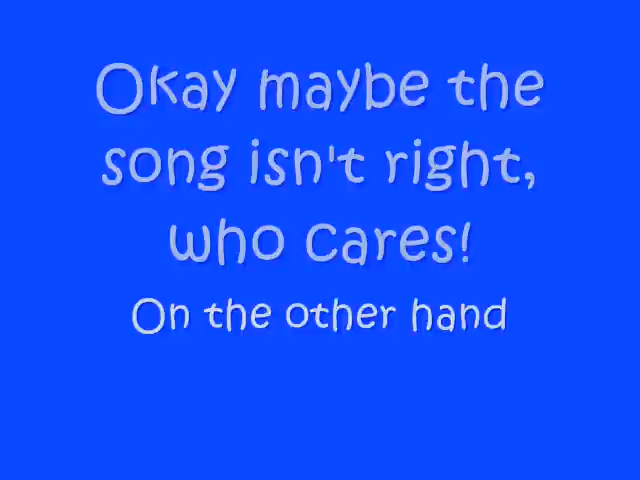 Okay maybe the
song isn't right,
who cares!
On the other hand